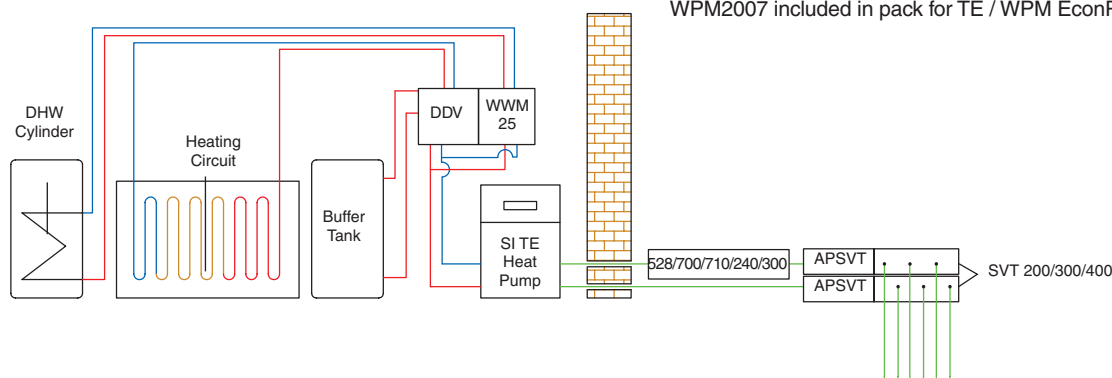 WPM2007 included in pack for TE / WPM Econ
DHW
Cylinder
Heating
Circuit
Buffer
Tank
DDV
WWM
25
SI TE
Heat
Pump
528/700/710/240/300
APSVT
APSVT
SVT 200/300/400